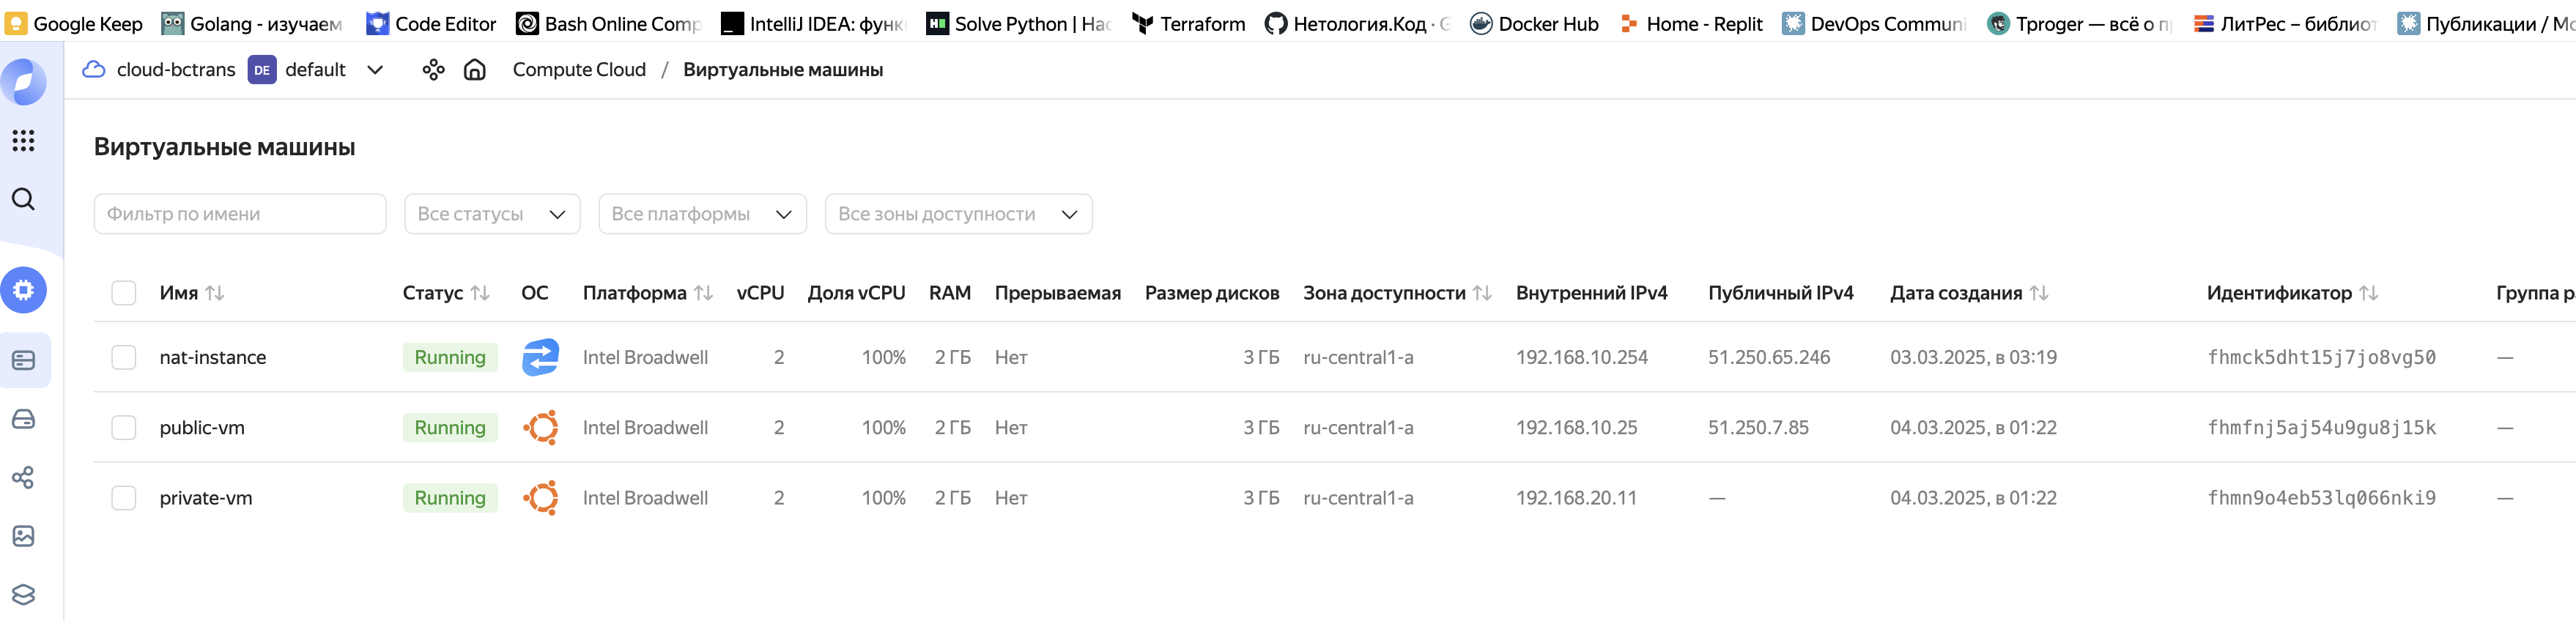 Google Keep Golang - изучаем Code Editor Bash Online Comp IntelliJ IDEA: функ Solve Python | Hac Terraform Нетология.Код · Docker Hub Home - Replit DevOps Communi Tproger — всё о п ЛитРес – библиот Публикации / Мо
cloud-bctrans DE default Compute Cloud / Виртуальные машины
Виртуальные машины
Фильтр по имени Все статусы Все платформы Все зоны доступности
Имя Статус ОС Платформа vCPU Доля vCPU RAM Прерываемая Размер дисков Зона доступности Внутренний IPv4 Публичный IPv4 Дата создания Идентификатор Группа р
nat-instance Running Intel Broadwell 2 100% 2 ГБ Нет 3 ГБ ru-central1-a 192.168.10.254 51.250.65.246 03.03.2025, в 03:19 fhmck5dht15j7jo8vg50 —
public-vm Running Intel Broadwell 2 100% 2 ГБ Нет 3 ГБ ru-central1-a 192.168.10.25 51.250.7.85 04.03.2025, в 01:22 fhmfnj5aj54u9gu8j15k —
private-vm Running Intel Broadwell 2 100% 2 ГБ Нет 3 ГБ ru-central1-a 192.168.20.11 — 04.03.2025, в 01:22 fhmn9o4eb53lq066nki9 —